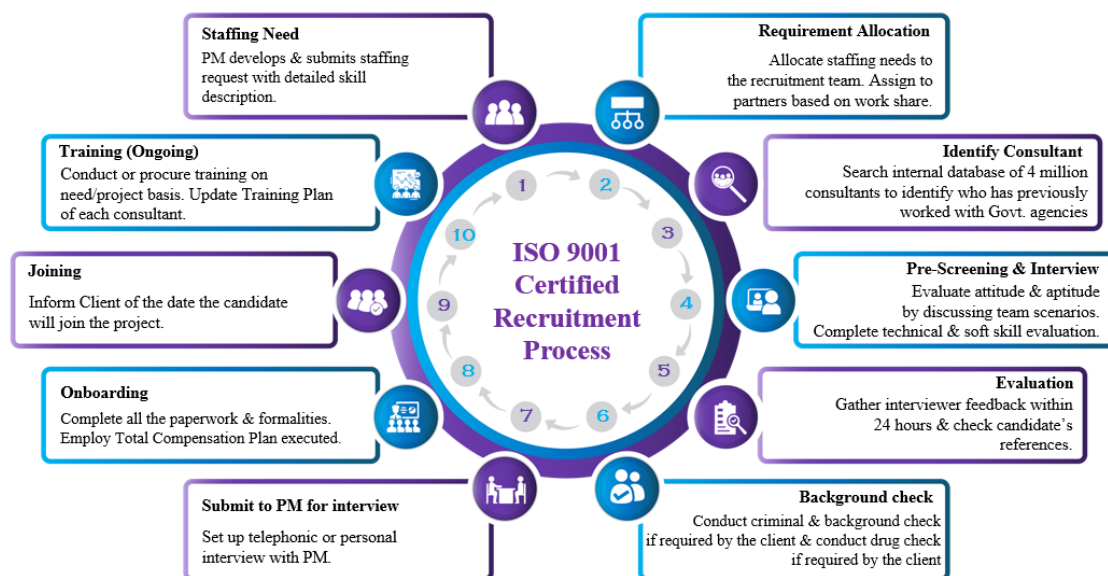 Staffing Need
PM develops & submits staffing
request with detailed skill
description.
Requirement Allocation
Allocate staffing needs to
the recruitment team. Assign to
partners based on work share.
Identify Consultant
Search internal database of 4 million
consultants to identify who has previously
worked with Govt. agencies
Pre-Screening & Interview
Evaluate attitude & aptitude
by discussing team scenarios.
Complete technical & soft skill evaluation.
Evaluation
Gather interviewer feedback within
24 hours & check candidate's
references.
Background check
Conduct criminal & background check
if required by the client & conduct drug check
if required by the client
Submit to PM for interview
Set up telephonic or personal
interview with PM.
Onboarding
Complete all the paperwork & formalities.
Employ Total Compensation Plan executed.
Joining
Inform Client of the date the candidate
will join the project.
Training (Ongoing)
Conduct or procure training on
need/project basis. Update Training Plan
of each consultant.
1
2
3
4
5
6
7
8
9
10
ISO 9001
Certified
Recruitment
Process